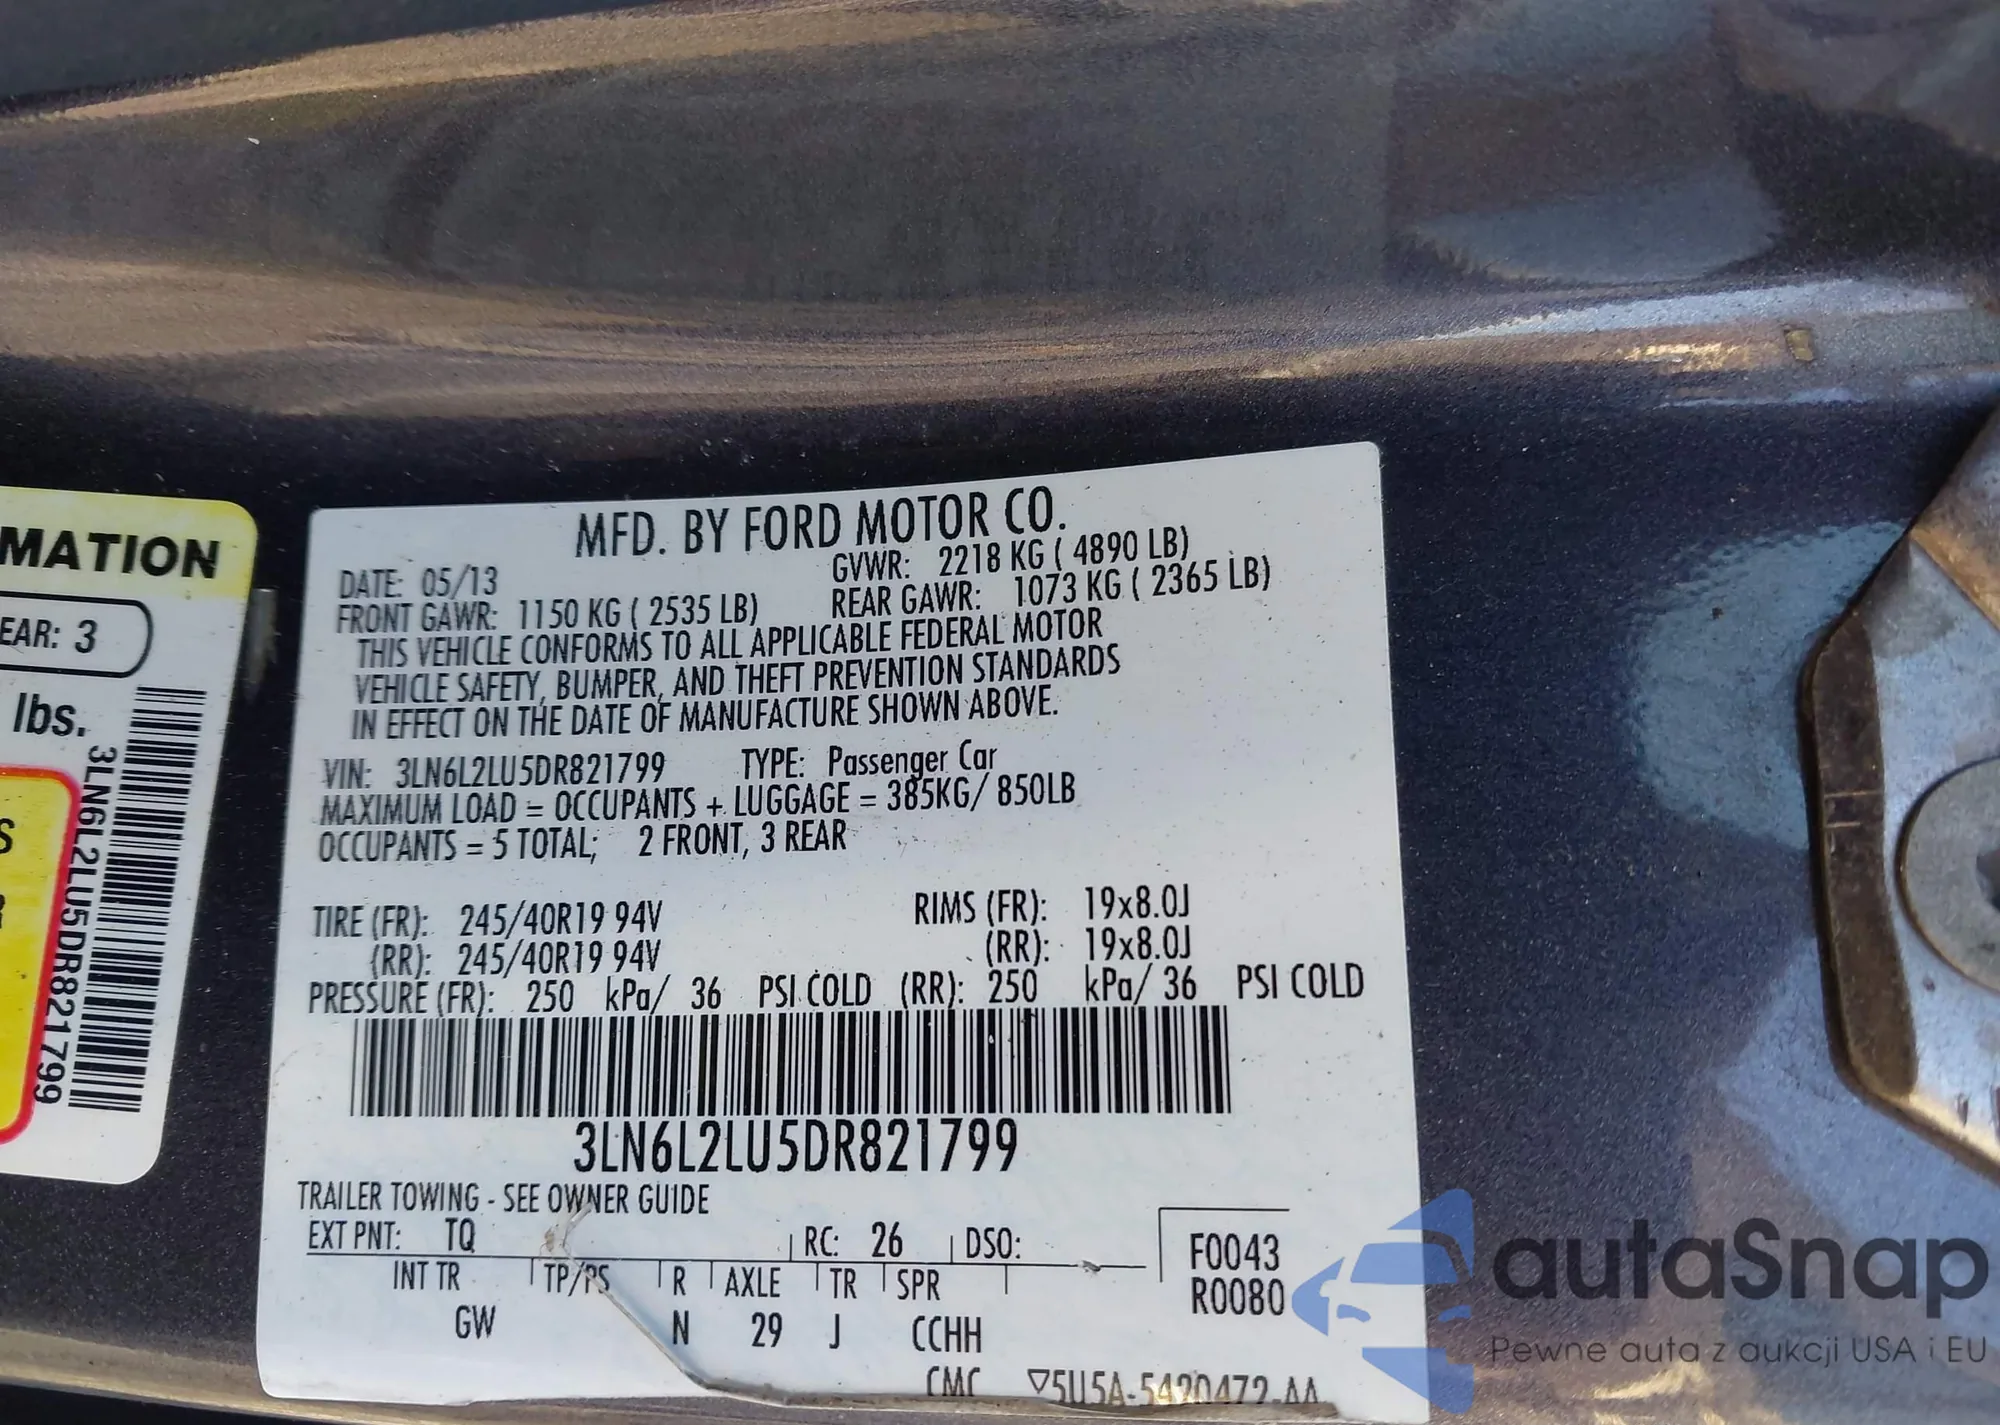 MATION
EAR: 3
lbs.
3LN6L2LU5DR821799
S
MFD. BY FORD MOTOR CO.
DATE: 05/13 GVWR: 2218 KG ( 4890 LB)
FRONT GAWR: 1150 KG ( 2535 LB) REAR GAWR: 1073 KG ( 2365 LB)
THIS VEHICLE CONFORMS TO ALL APPLICABLE FEDERAL MOTOR
VEHICLE SAFETY, BUMPER, AND THEFT PREVENTION STANDARDS
IN EFFECT ON THE DATE OF MANUFACTURE SHOWN ABOVE.
VIN: 3LN6L2LU5DR821799 TYPE: Passenger Car
MAXIMUM LOAD = OCCUPANTS + LUGGAGE = 385KG/ 850LB
OCCUPANTS = 5 TOTAL; 2 FRONT, 3 REAR
TIRE (FR): 245/40R19 94V RIMS (FR): 19x8.0J
(RR): 245/40R19 94V (RR): 19x8.0J
PRESSURE (FR): 250 kPa/ 36 PSI COLD (RR): 250 kPa/ 36 PSI COLD
3LN6L2LU5DR821799
TRAILER TOWING - SEE OWNER GUIDE
EXT PNT: TQ RC: 26 DSO: F0043
INT TR TP/PS R AXLE TR SPR R0080
GW N 29 J CCHH
CMC ▽5U5A-5420472-AA
autaSnap
Pewne auta z aukcji USA i EU